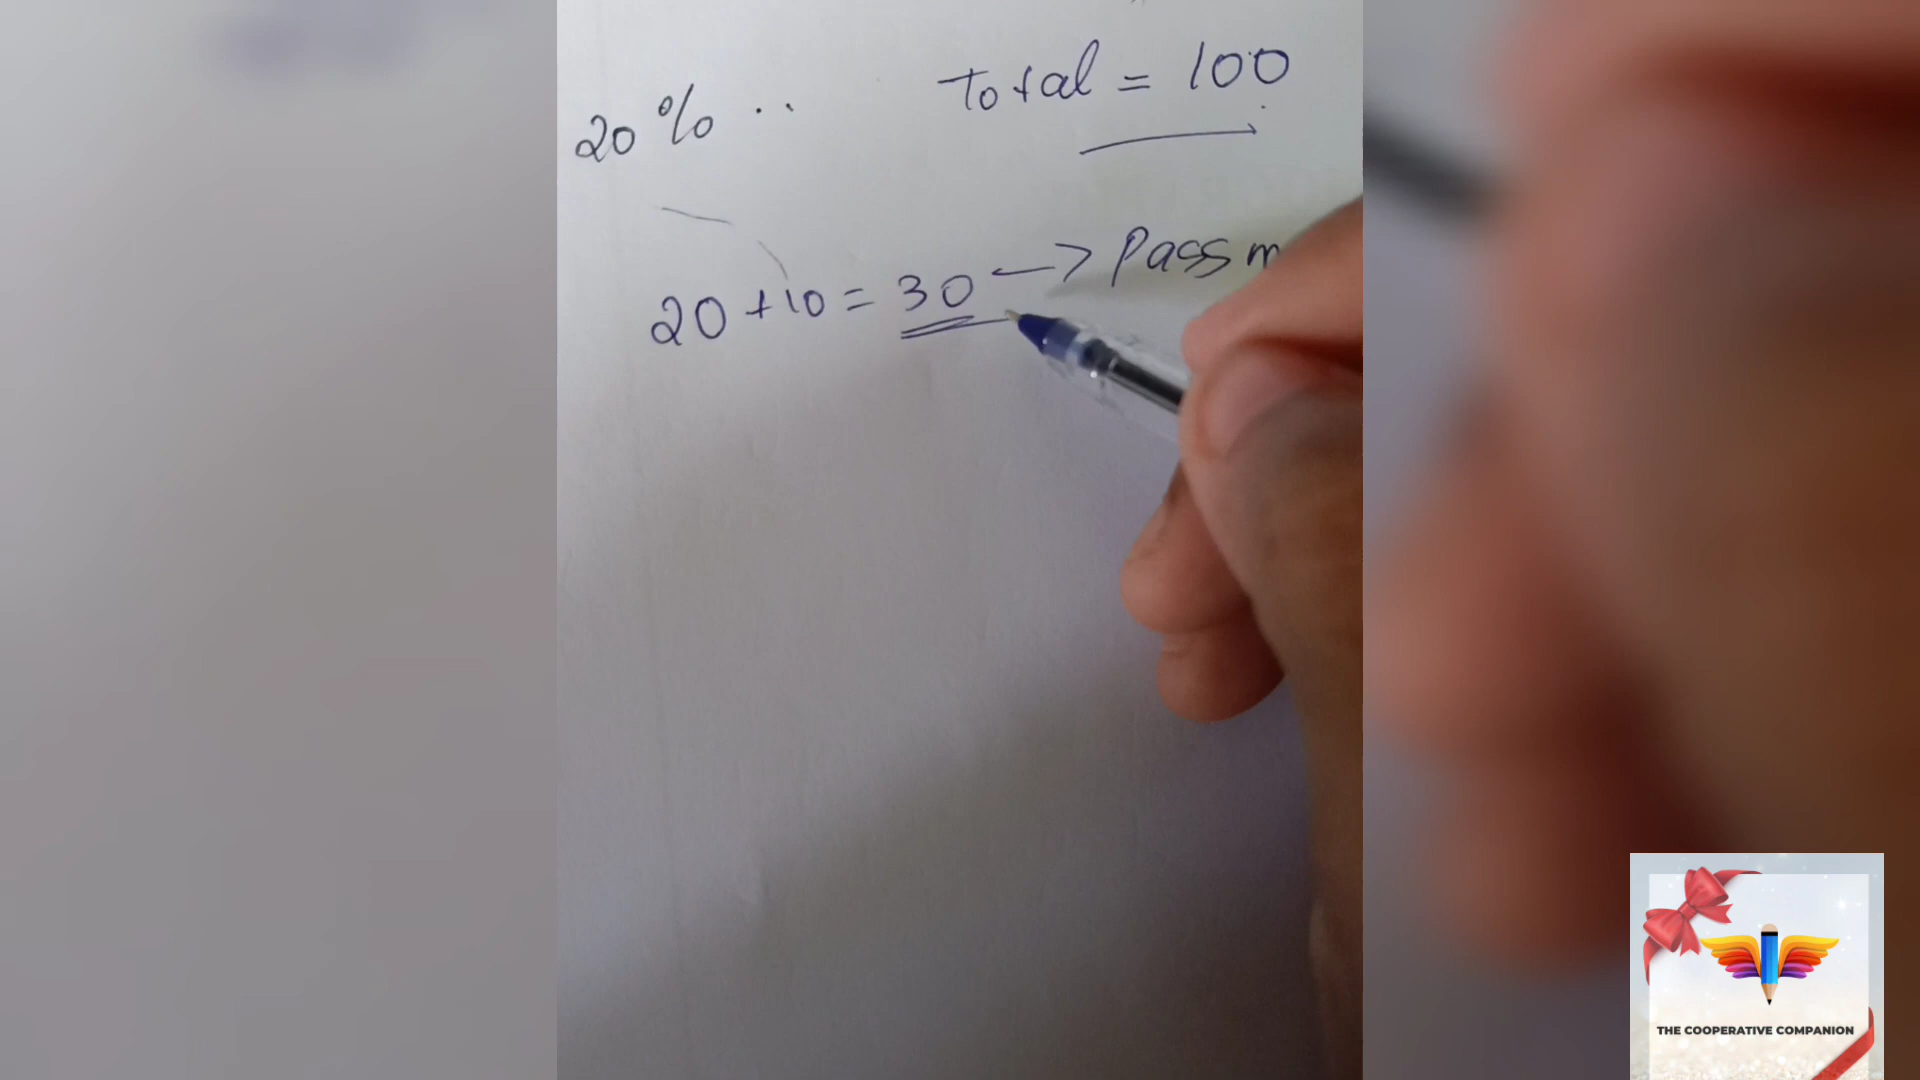 Total = 100
20% ..
20 + 10 = 30 → Pass m
THE COOPERATIVE COMPANION